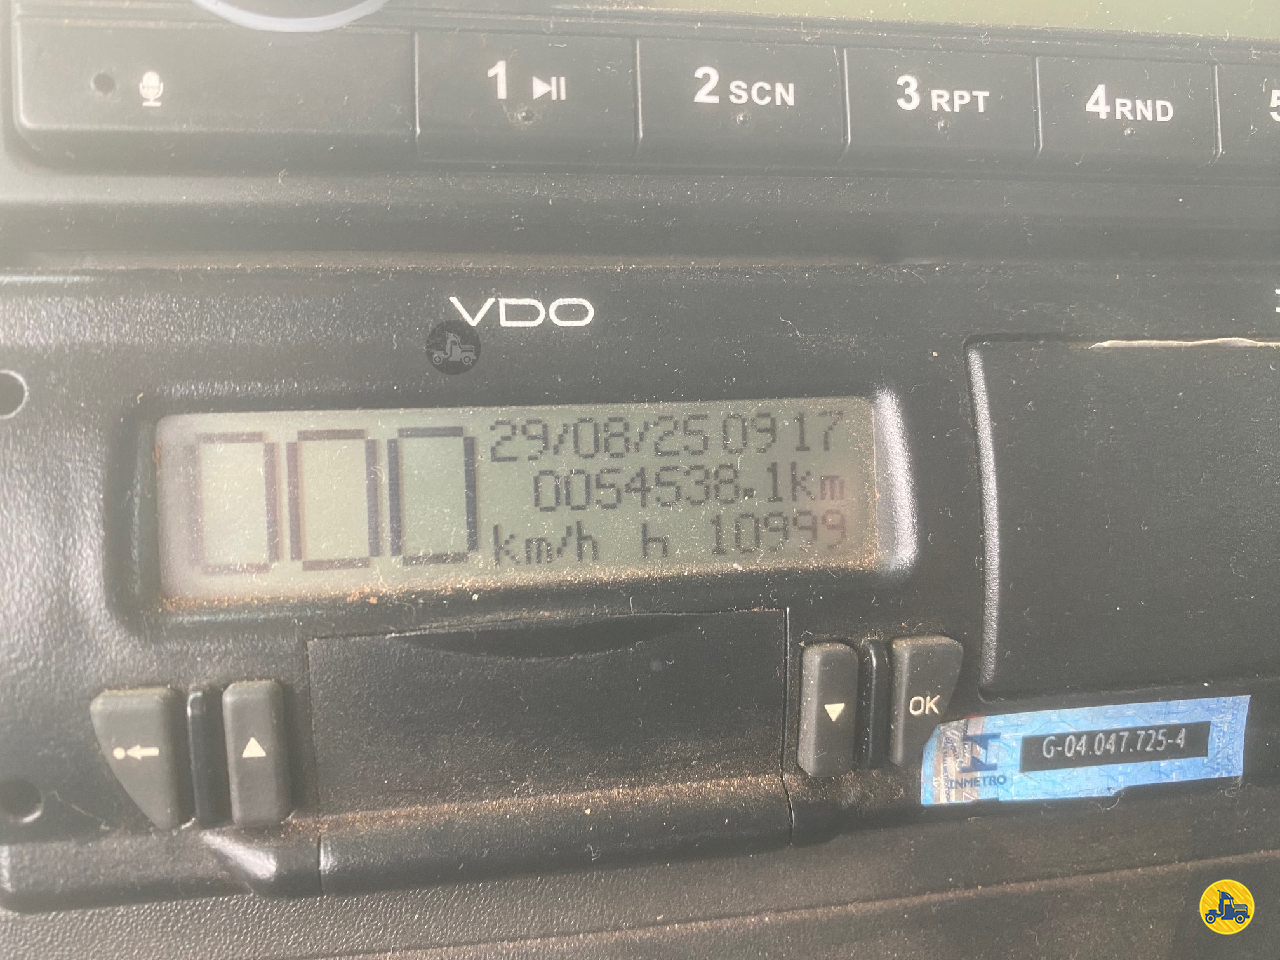 1
2 SCN
3 RPT
4 RND
5
VDO
29/08/25 09 17
000
0054538.1km
km/h h 10999
OK
INMETRO
G-04.047.725-4